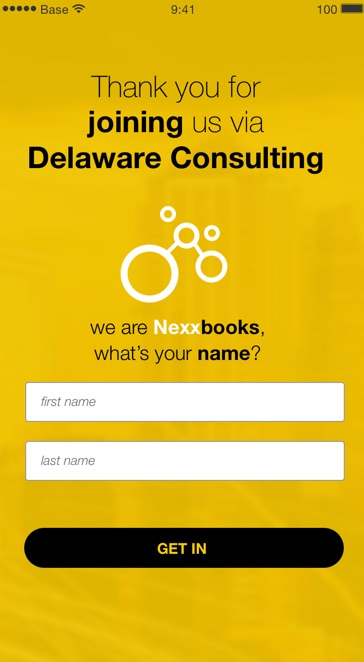 Base 9:41 100
Thank you for
joining us via
Delaware Consulting
we are Nexxbooks,
what's your name?
first name
last name
GET IN